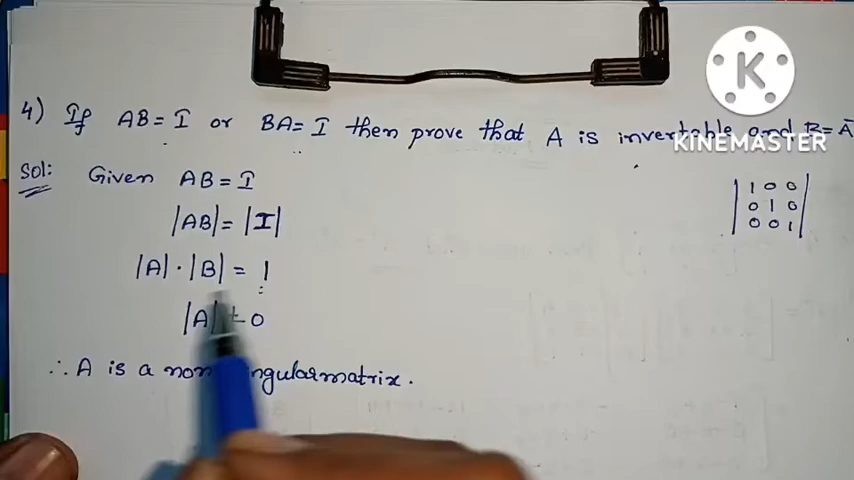 4) If AB = I or BA = I then prove that A is invertable and B = A
Sol: Given AB = I
|AB| = |I|
|A| · |B| = 1
|A| ≠ 0
∴ A is a non singular matrix.
K
KINEMASTER
1 0 0
0 1 0
0 0 1